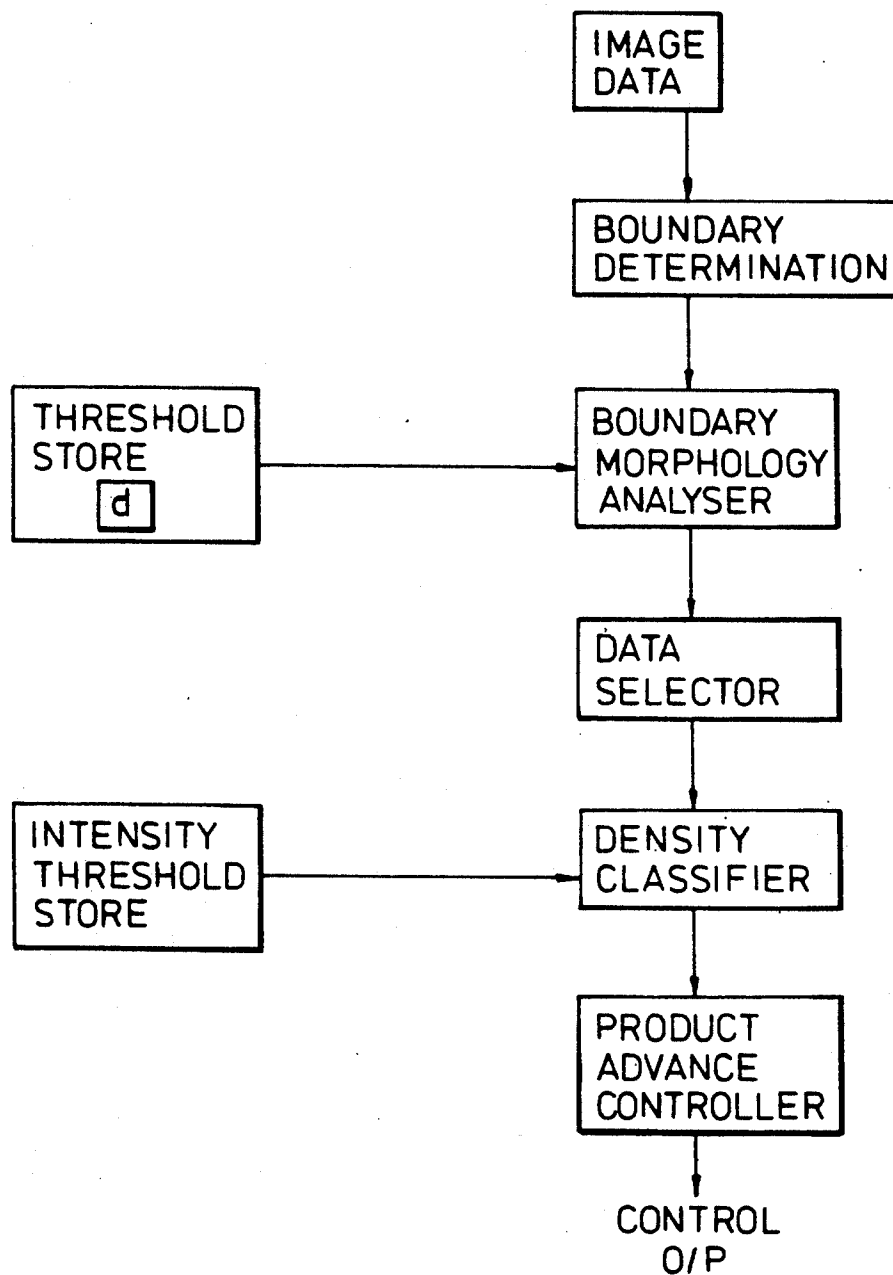 IMAGE
DATA
BOUNDARY
DETERMINATION
THRESHOLD
STORE
d
BOUNDARY
MORPHOLOGY
ANALYSER
DATA
SELECTOR
INTENSITY
THRESHOLD
STORE
DENSITY
CLASSIFIER
PRODUCT
ADVANCE
CONTROLLER
CONTROL
O/P